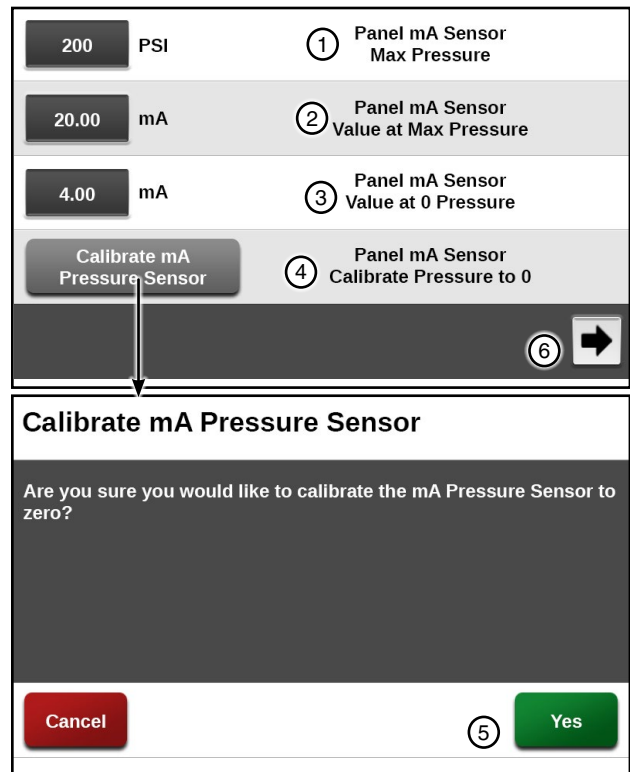 200 PSI 1 Panel mA Sensor
Max Pressure
20.00 mA 2 Panel mA Sensor
Value at Max Pressure
4.00 mA 3 Panel mA Sensor
Value at 0 Pressure
Calibrate mA
Pressure Sensor
4 Panel mA Sensor
Calibrate Pressure to 0
6
Calibrate mA Pressure Sensor
Are you sure you would like to calibrate the mA Pressure Sensor to
zero?
Cancel 5 Yes